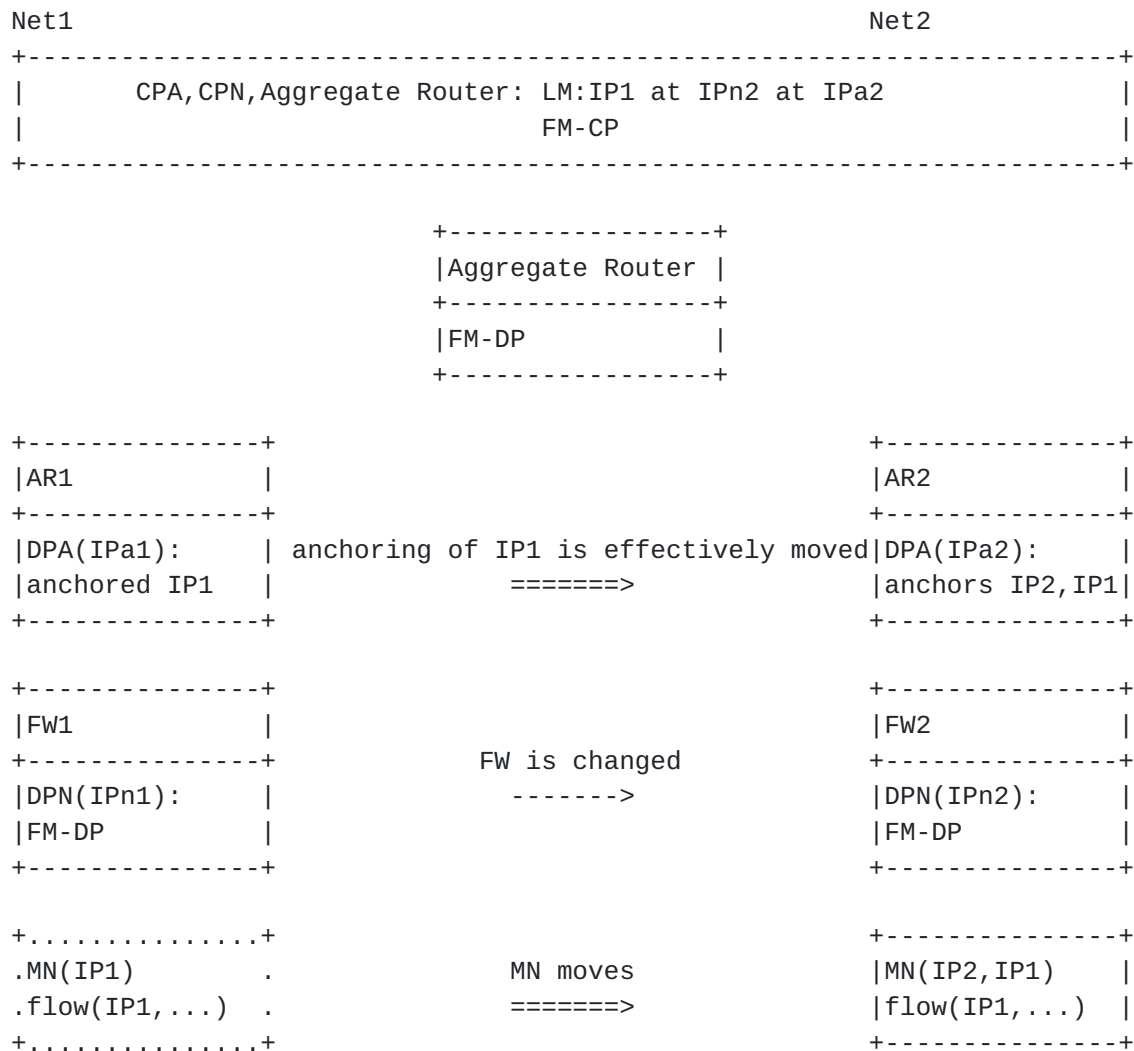 Net1                                                   Net2
+----------------------------------------------------------------------+
|       CPA,CPN,Aggregate Router: LM:IP1 at IPn2 at IPa2               |
|                                 FM-CP                                |
+----------------------------------------------------------------------+
                           +-----------------+
                           |Aggregate Router |
                           +-----------------+
                           |FM-DP            |
                           +-----------------+
+---------------+                                      +---------------+
|AR1            |                                      |AR2            |
+---------------+                                      +---------------+
|DPA(IPa1):     | anchoring of IP1 is effectively moved|DPA(IPa2):     |
|anchored IP1   |               =======>               |anchors IP2,IP1|
+---------------+                                      +---------------+
+---------------+                                      +---------------+
|FW1            |                                      |FW2            |
+---------------+             FW is changed            +---------------+
|DPN(IPn1):     |               ------->               |DPN(IPn2):     |
|FM-DP          |                                      |FM-DP          |
+---------------+                                      +---------------+
+...............+                                      +---------------+
.MN(IP1)        .               MN moves               |MN(IP2,IP1)    |
.flow(IP1,...)  .               =======>               |flow(IP1,...)  |
+...............+                                      +---------------+